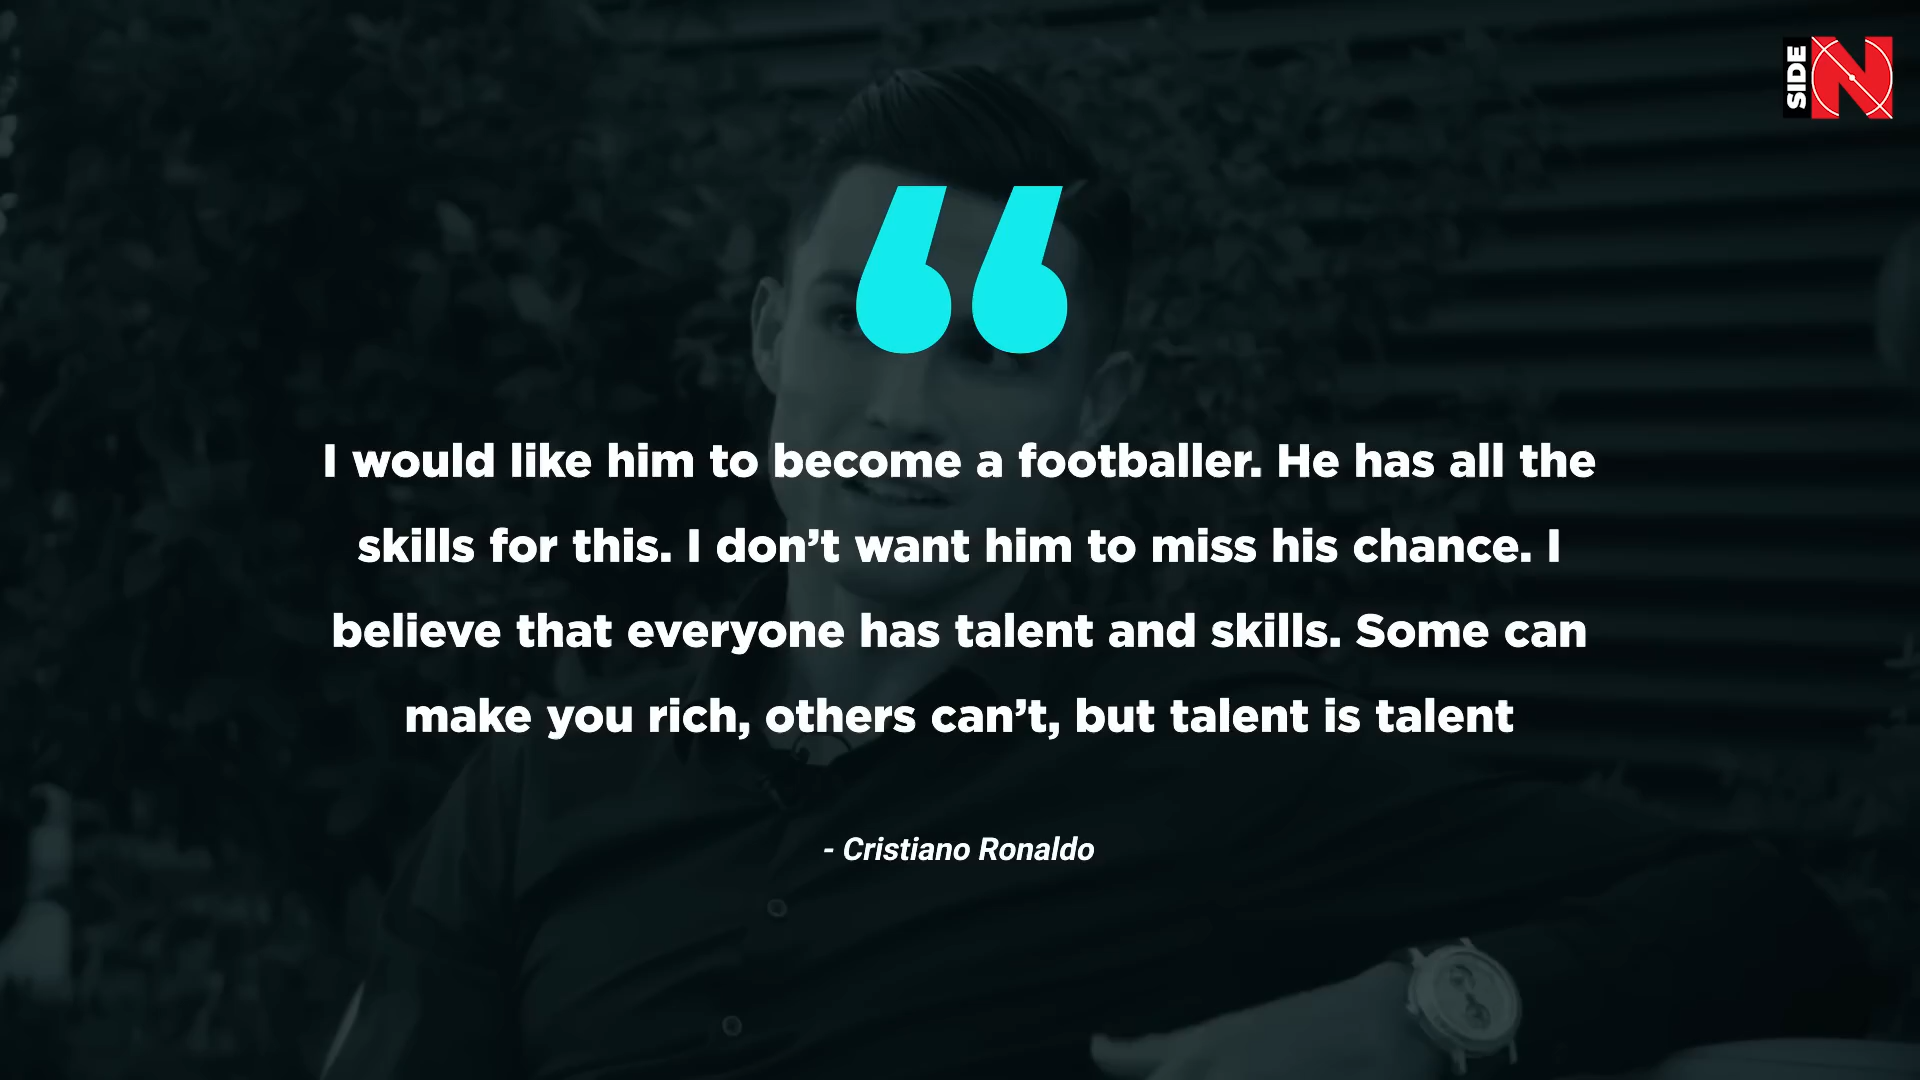 SIDE
N
I would like him to become a footballer. He has all the
skills for this. I don’t want him to miss his chance. I
believe that everyone has talent and skills. Some can
make you rich, others can’t, but talent is talent
- Cristiano Ronaldo